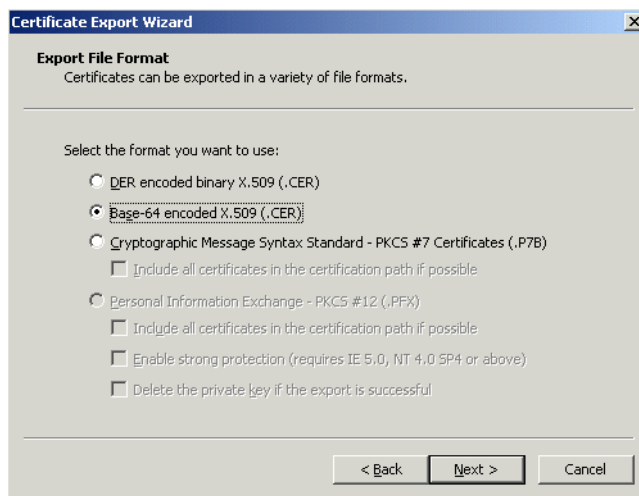 Certificate Export Wizard
Export File Format
Certificates can be exported in a variety of file formats.
Select the format you want to use:
DER encoded binary X.509 (.CER)
Base-64 encoded X.509 (.CER)
Cryptographic Message Syntax Standard - PKCS #7 Certificates (.P7B)
Include all certificates in the certification path if possible
Personal Information Exchange - PKCS #12 (.PFX)
Include all certificates in the certification path if possible
Enable strong protection (requires IE 5.0, NT 4.0 SP4 or above)
Delete the private key if the export is successful
< Back Next > Cancel